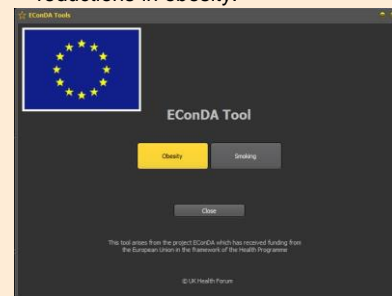 reductions in obesity.
EConDA Tools
EConDA Tool
Obesity
Smoking
Close
This tool arises from the project EConDA which has received funding from
the European Union in the framework of the Health Programme
© UK Health Forum